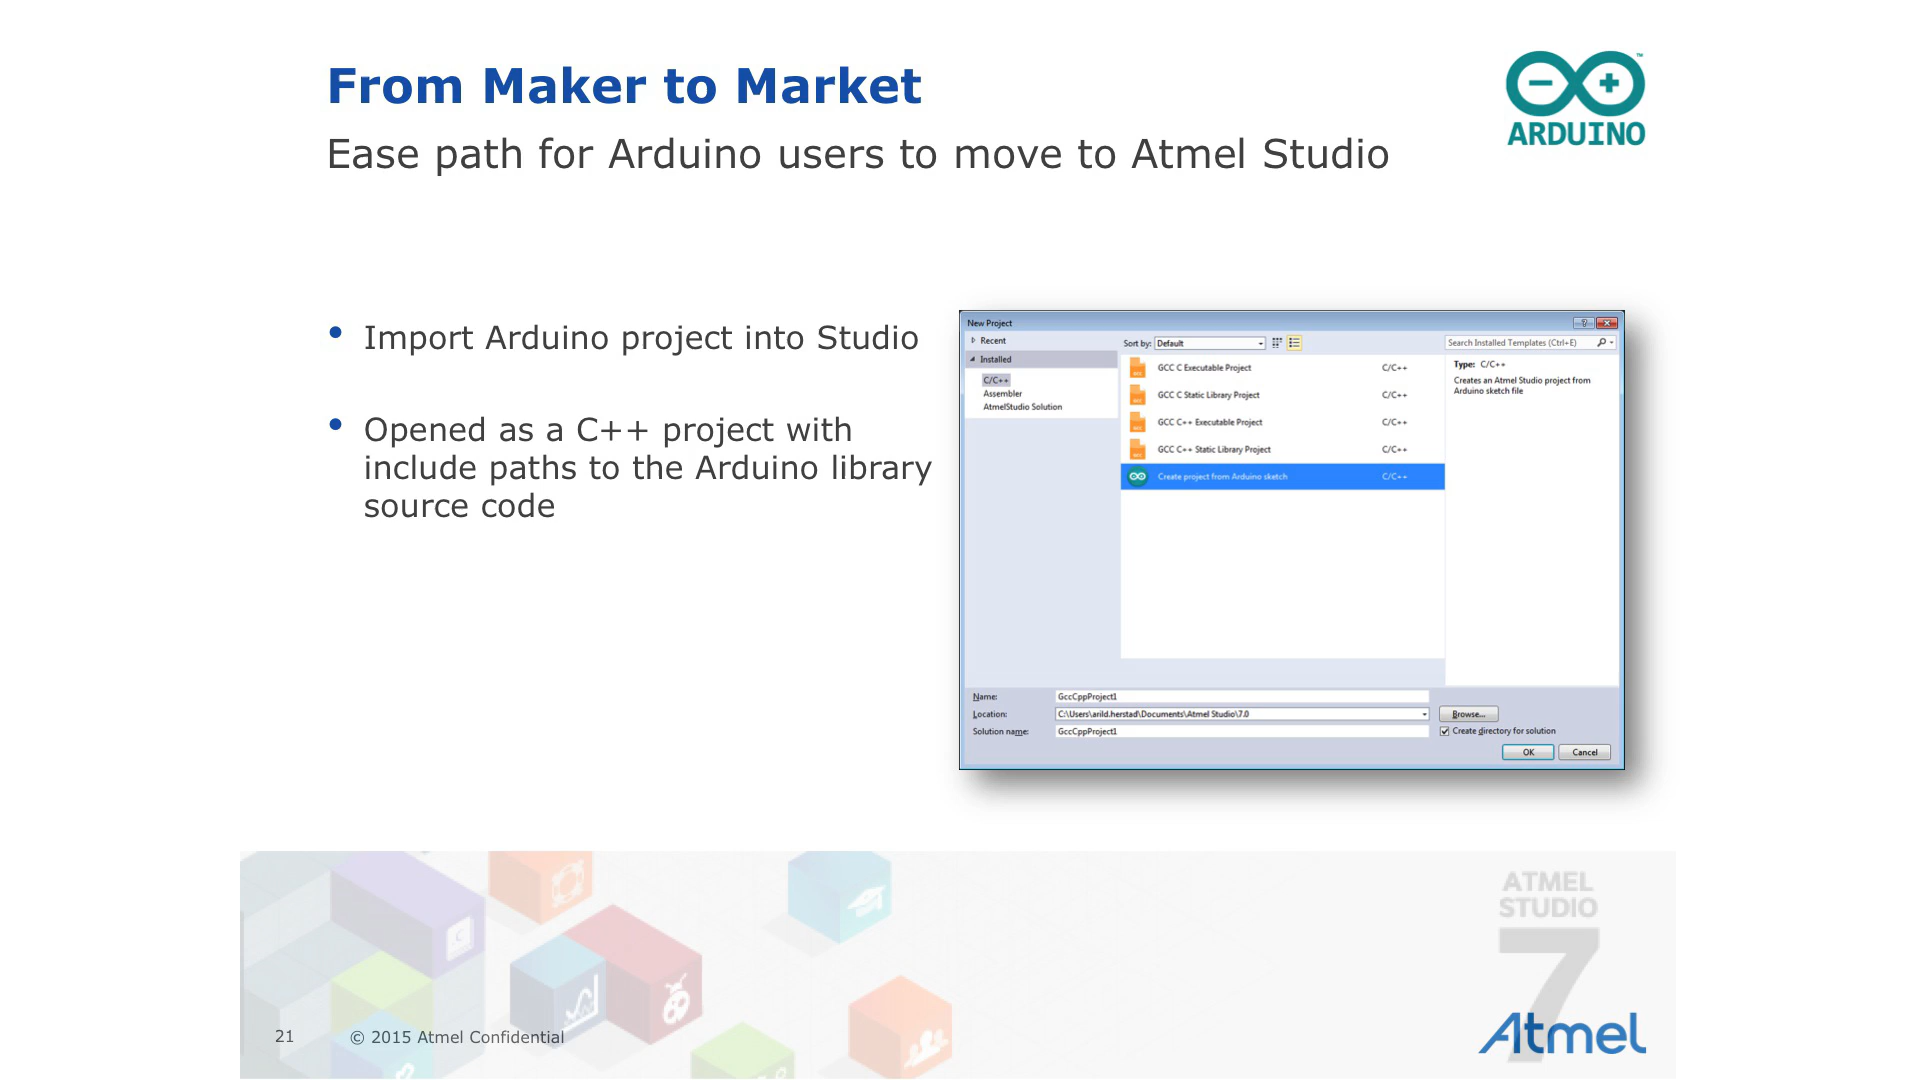 From Maker to Market
Ease path for Arduino users to move to Atmel Studio
ARDUINO
™
• Import Arduino project into Studio
• Opened as a C++ project with
include paths to the Arduino library
source code
New Project
?
Recent
Installed
C/C++
Assembler
AtmelStudio Solution
Sort by: Default
GCC C Executable Project C/C++
GCC C Static Library Project C/C++
GCC C++ Executable Project C/C++
GCC C++ Static Library Project C/C++
Create project from Arduino sketch C/C++
Search Installed Templates (Ctrl+E)
Type: C/C++
Creates an Atmel Studio project from
Arduino sketch file
Name: GccCppProject1
Location: C:\Users\arild.herstad\Documents\Atmel Studio\7.0 Browse...
Solution name: GccCppProject1 Create directory for solution
OK Cancel
C
ATMEL
STUDIO
7
Atmel
21 © 2015 Atmel Confidential